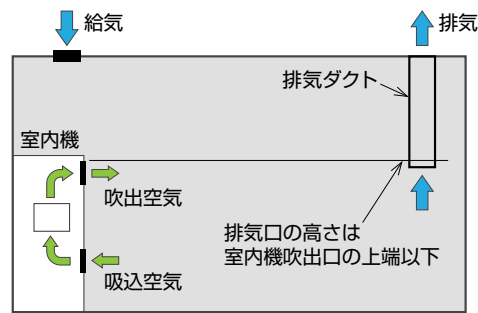 給気
排気
排気ダクト
室内機
吹出空気
排気口の高さは
室内機吹出口の上端以下
吸込空気